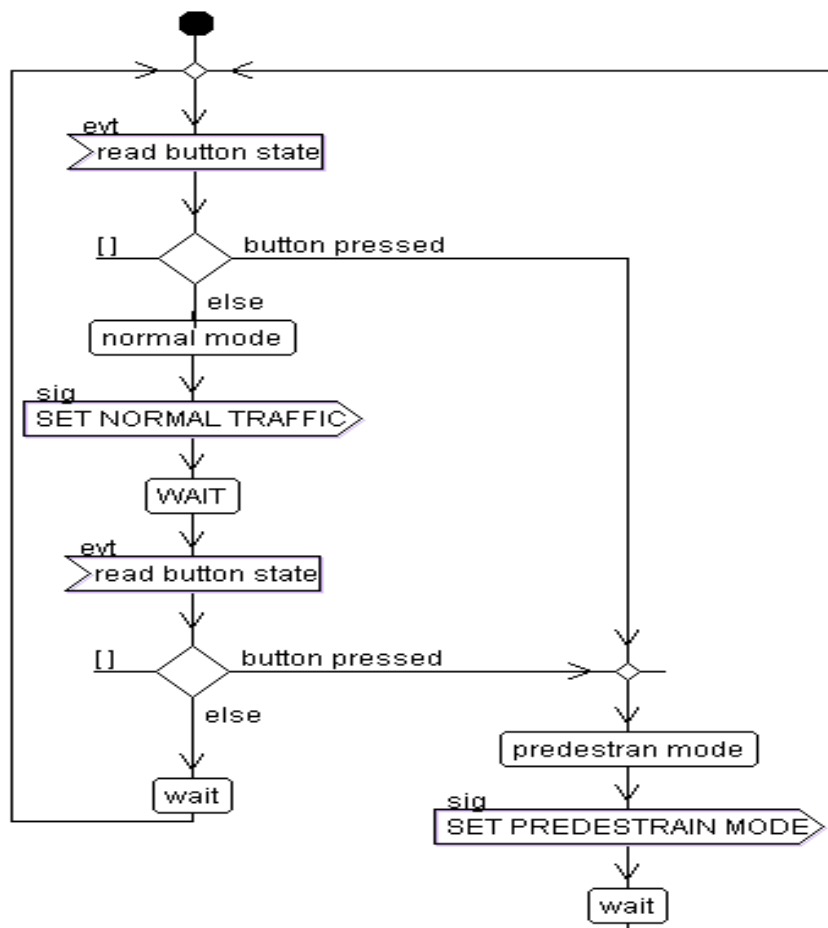 evt
read button state
[ ] button pressed
else
normal mode
sig
SET NORMAL TRAFFIC
WAIT
evt
read button state
[ ] button pressed
else
predestran mode
wait
sig
SET PREDESTRAIN MODE
wait